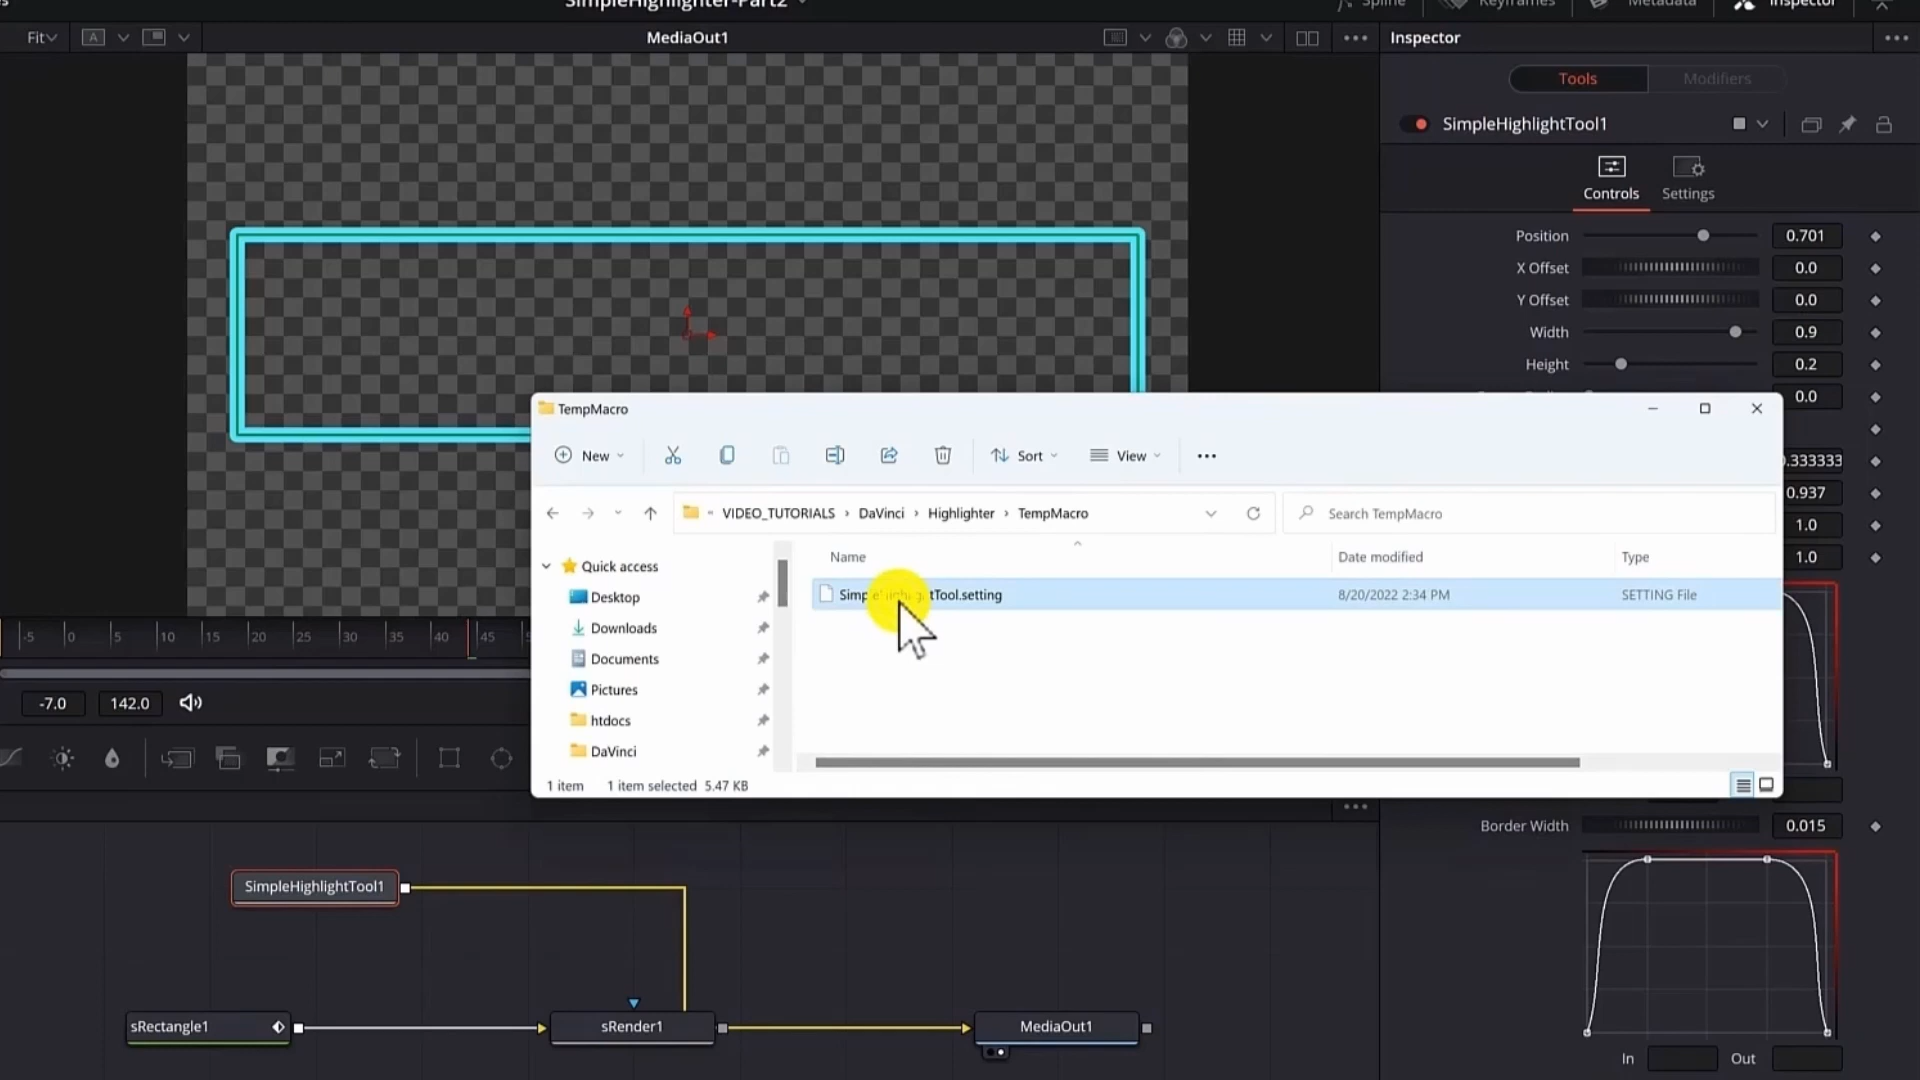 SimpleHighlighter-Part2
Spline
Keyframes
Metadata
Inspector
Fit
A
MediaOut1
Inspector
Tools
Modifiers
SimpleHighlightTool1
Controls
Settings
Position
0.701
X Offset
0.0
Y Offset
0.0
Width
0.9
Height
0.2
0.0
0.333333
0.937
1.0
1.0
TempMacro
New
Sort
View
VIDEO_TUTORIALS
DaVinci
Highlighter
TempMacro
Search TempMacro
Quick access
Desktop
Downloads
Documents
Pictures
htdocs
DaVinci
Name
Date modified
Type
SimpleHighlightTool.setting
8/20/2022 2:34 PM
SETTING File
1 item
1 item selected 5.47 KB
-5 0 5 10 15 20 25 30 35 40 45
-7.0
142.0
Border Width
0.015
In
Out
SimpleHighlightTool1
sRectangle1
sRender1
MediaOut1